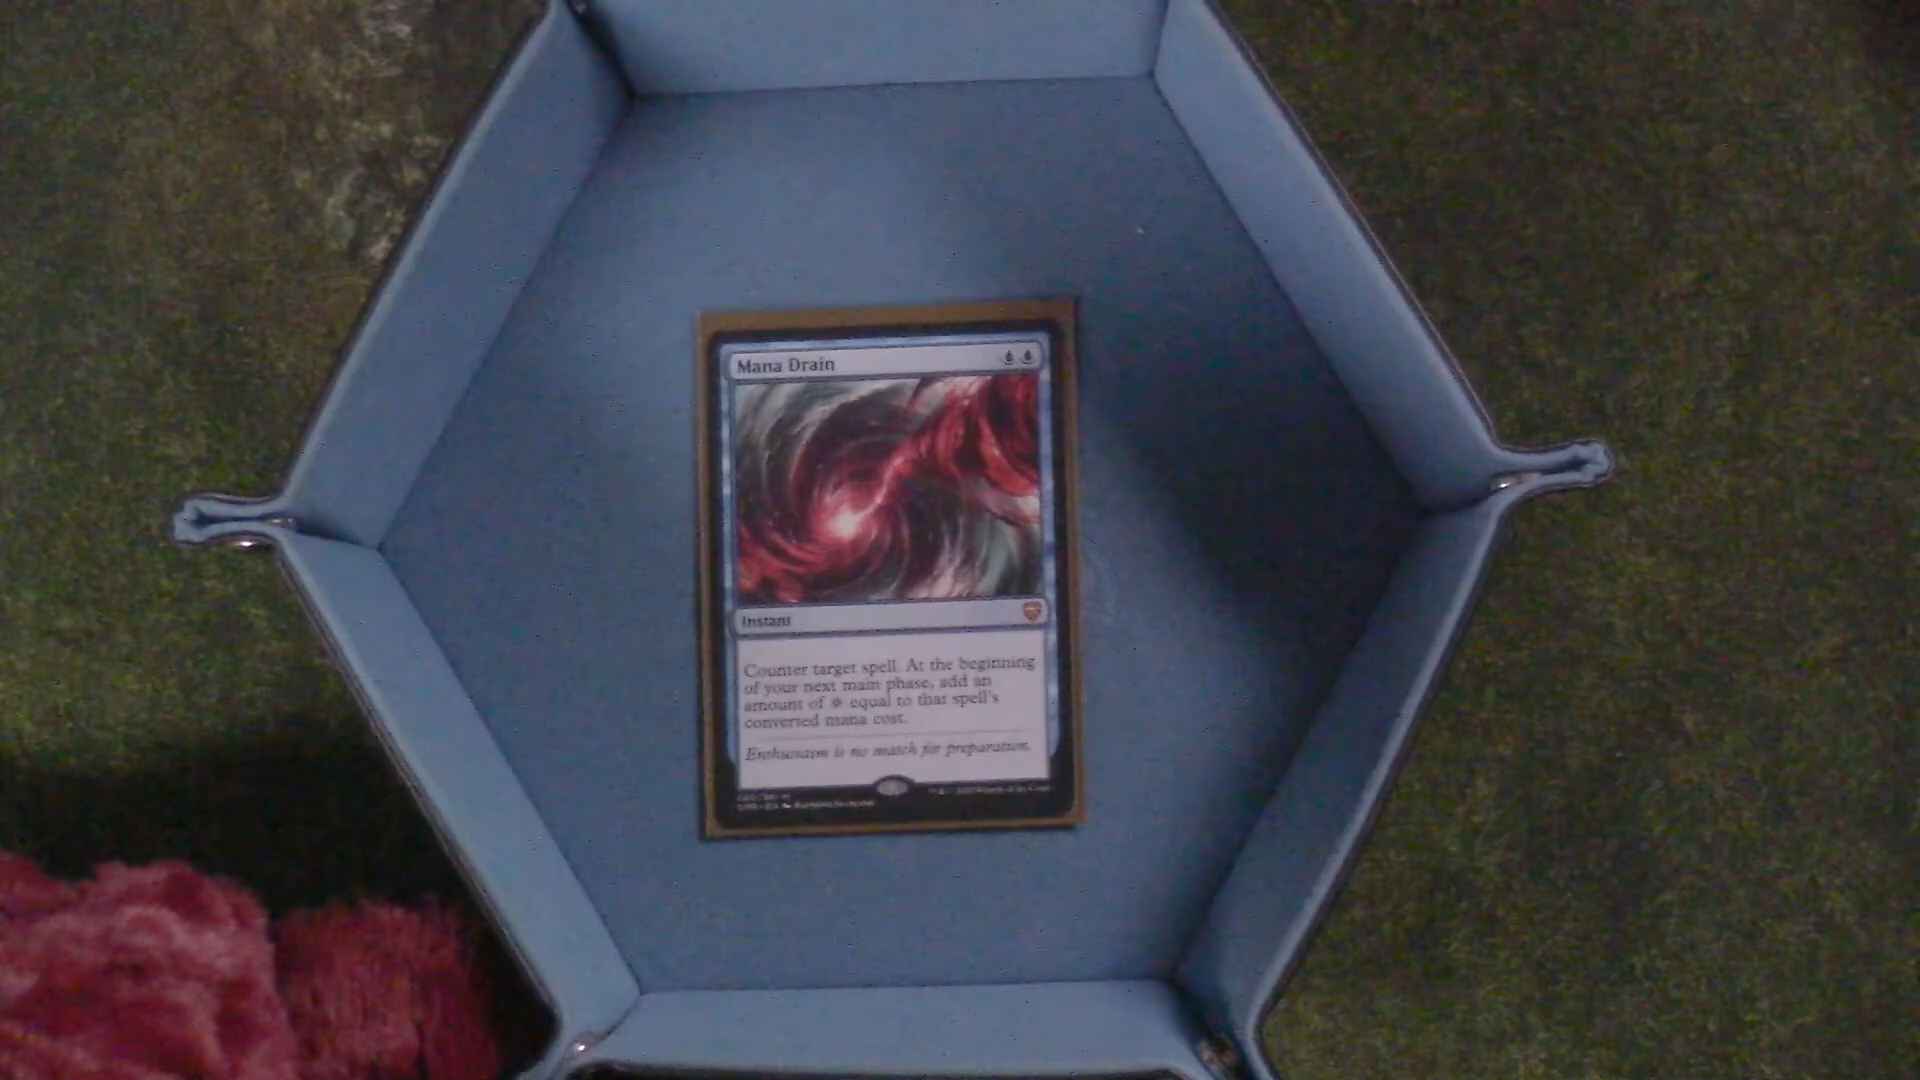 Mana Drain
Instant
Counter target spell. At the beginning
of your next main phase, add an
amount of equal to that spell's
converted mana cost.
Enthusiasm is no match for preparation.